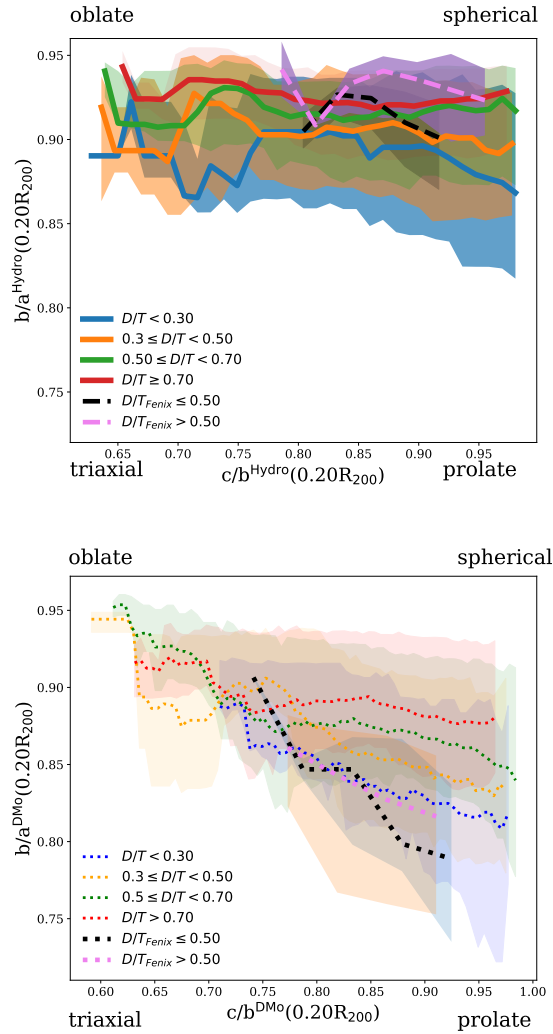 oblate spherical
0.95
0.90
0.85
0.80
0.75
b/a^Hydro(0.20R_200)
D/T < 0.30
0.3 ≤ D/T < 0.50
0.50 ≤ D/T < 0.70
D/T ≥ 0.70
D/T_Fenix ≤ 0.50
D/T_Fenix > 0.50
0.65 0.70 0.75 0.80 0.85 0.90 0.95
triaxial c/b^Hydro(0.20R_200) prolate
oblate spherical
0.95
0.90
0.85
0.80
0.75
b/a^DMo(0.20R_200)
D/T < 0.30
0.3 ≤ D/T < 0.50
0.5 ≤ D/T < 0.70
D/T > 0.70
D/T_Fenix ≤ 0.50
D/T_Fenix > 0.50
0.60 0.65 0.70 0.75 0.80 0.85 0.90 0.95 1.00
triaxial c/b^DMo(0.20R_200) prolate